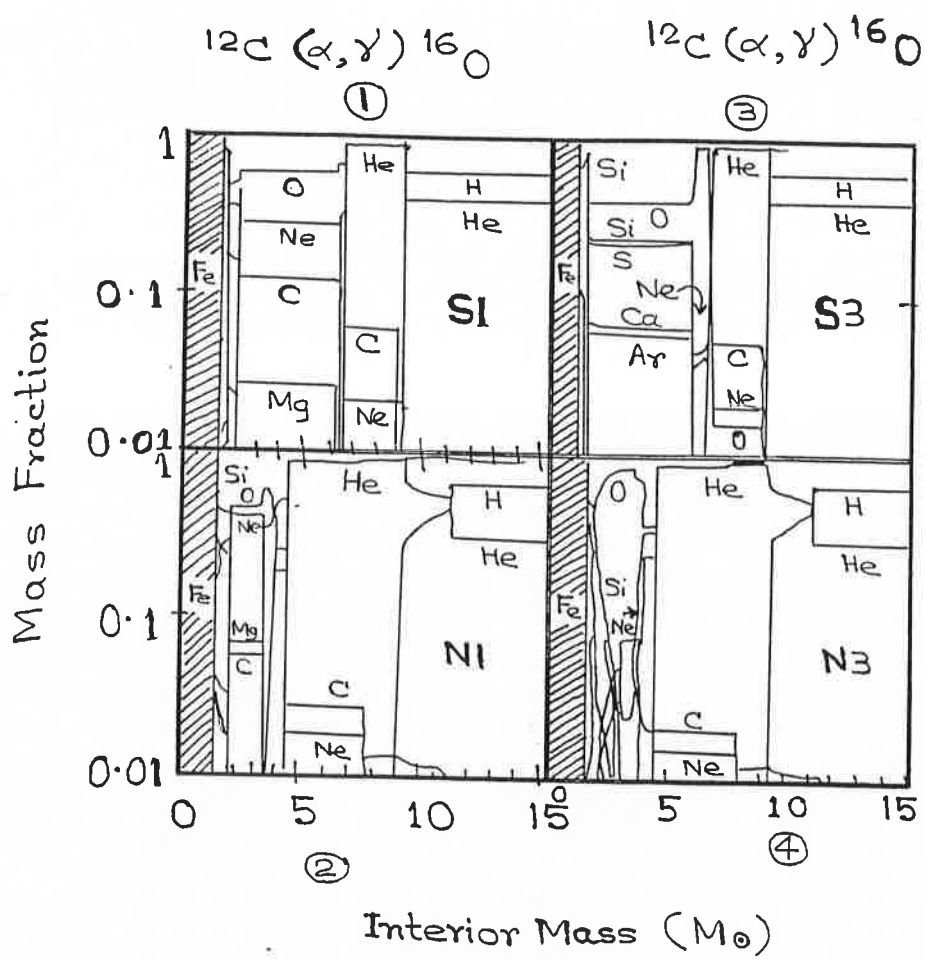 ¹²C (α, γ) ¹⁶O
¹²C (α, γ) ¹⁶O
①
③
1
O
Ne
C
Mg
Fe
He
C
Ne
H
He
S1
0.1
0.01
Si
O
Si
S
Ne
Ca
Ar
Fe
He
C
Ne
O
H
He
S3
1
Si
O
Ne
Mg
C
Fe
He
C
Ne
H
He
N1
0.1
0.01
O
Si
Ne
Fe
He
C
Ne
H
He
N3
Mass Fraction
0 5 10 15
0 5 10 15
②
④
Interior Mass (M⊙)